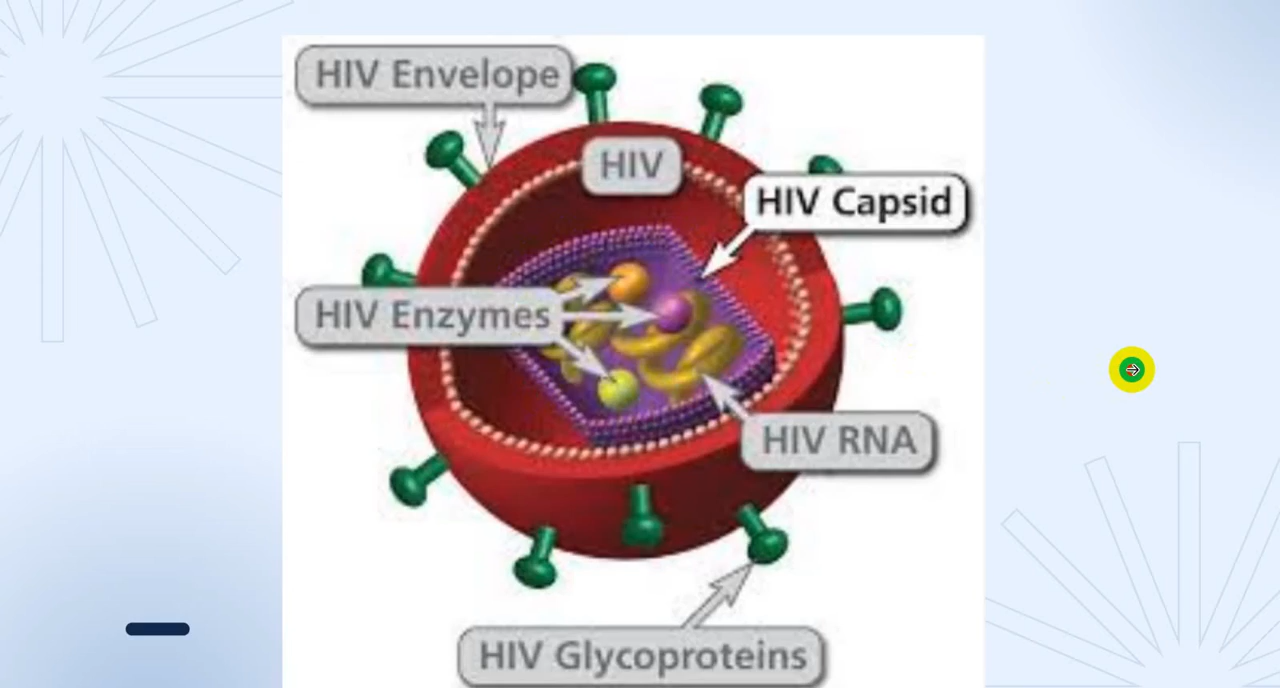 HIV Envelope
HIV
HIV Capsid
HIV Enzymes
HIV RNA
HIV Glycoproteins